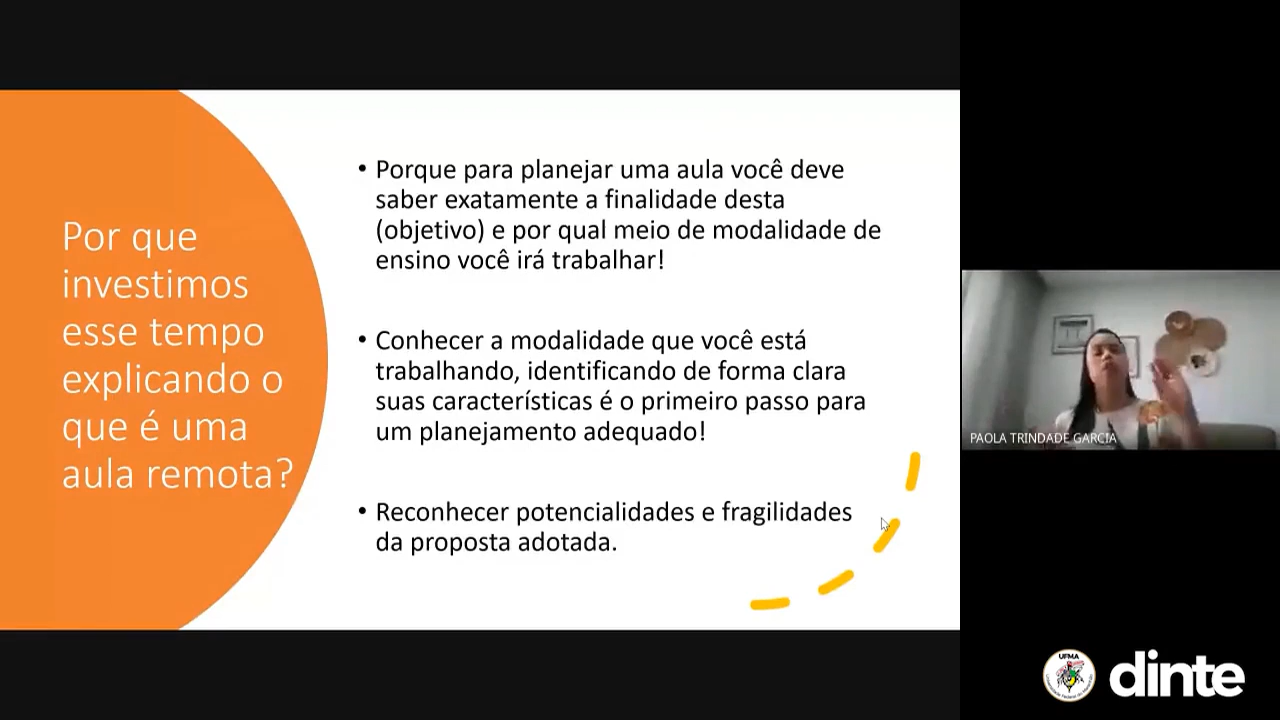 Por que
investimos
esse tempo
explicando o
que é uma
aula remota?
• Porque para planejar uma aula você deve
saber exatamente a finalidade desta
(objetivo) e por qual meio de modalidade de
ensino você irá trabalhar!
• Conhecer a modalidade que você está
trabalhando, identificando de forma clara
suas características é o primeiro passo para
um planejamento adequado!
• Reconhecer potencialidades e fragilidades
da proposta adotada.
PAOLA TRINDADE GARCIA
UFMA
dinte